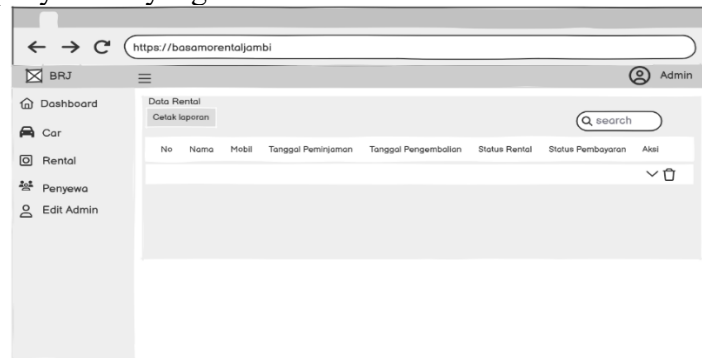 https://basamorentaljambi
BRJ
Admin
Dashboard
Car
Rental
Penyewa
Edit Admin
Data Rental
Cetak laporan
search
No Nama Mobil Tanggal Peminjaman Tanggal Pengembalian Status Rental Status Pembayaran Aksi